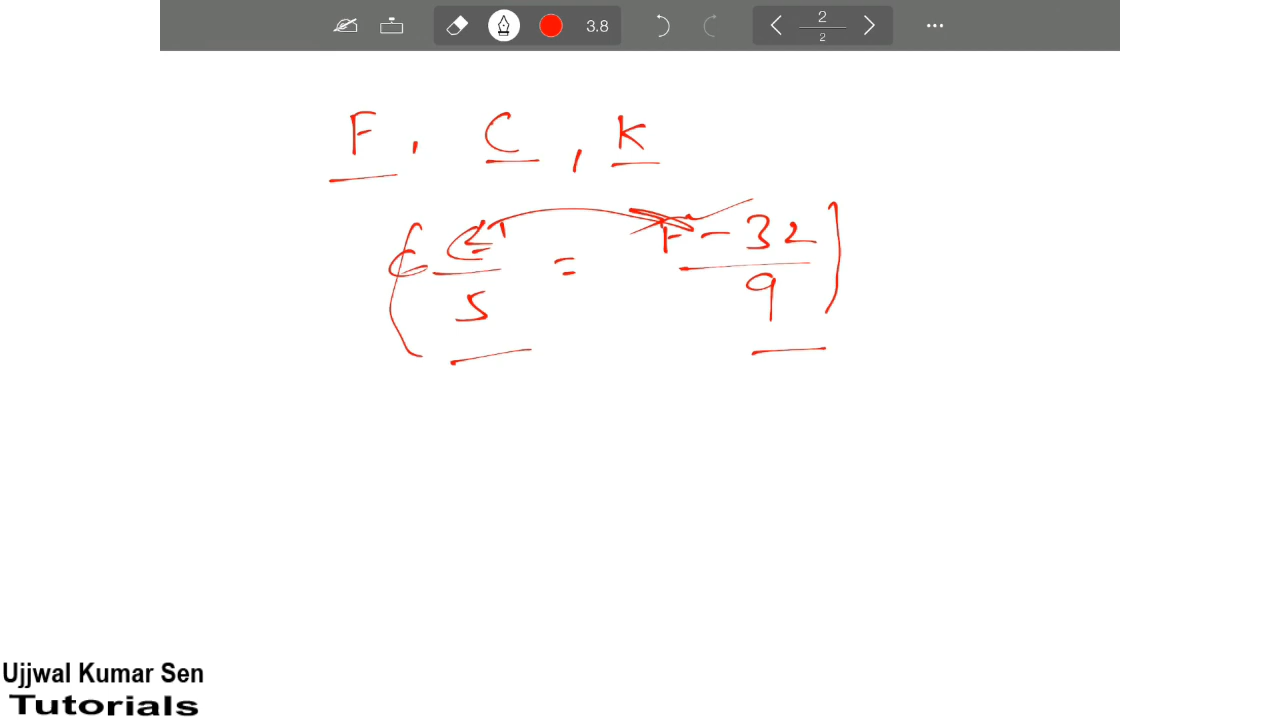 3.8
2
2
F , C , K
C/5 = F - 32/9
Ujjwal Kumar Sen
Tutorials